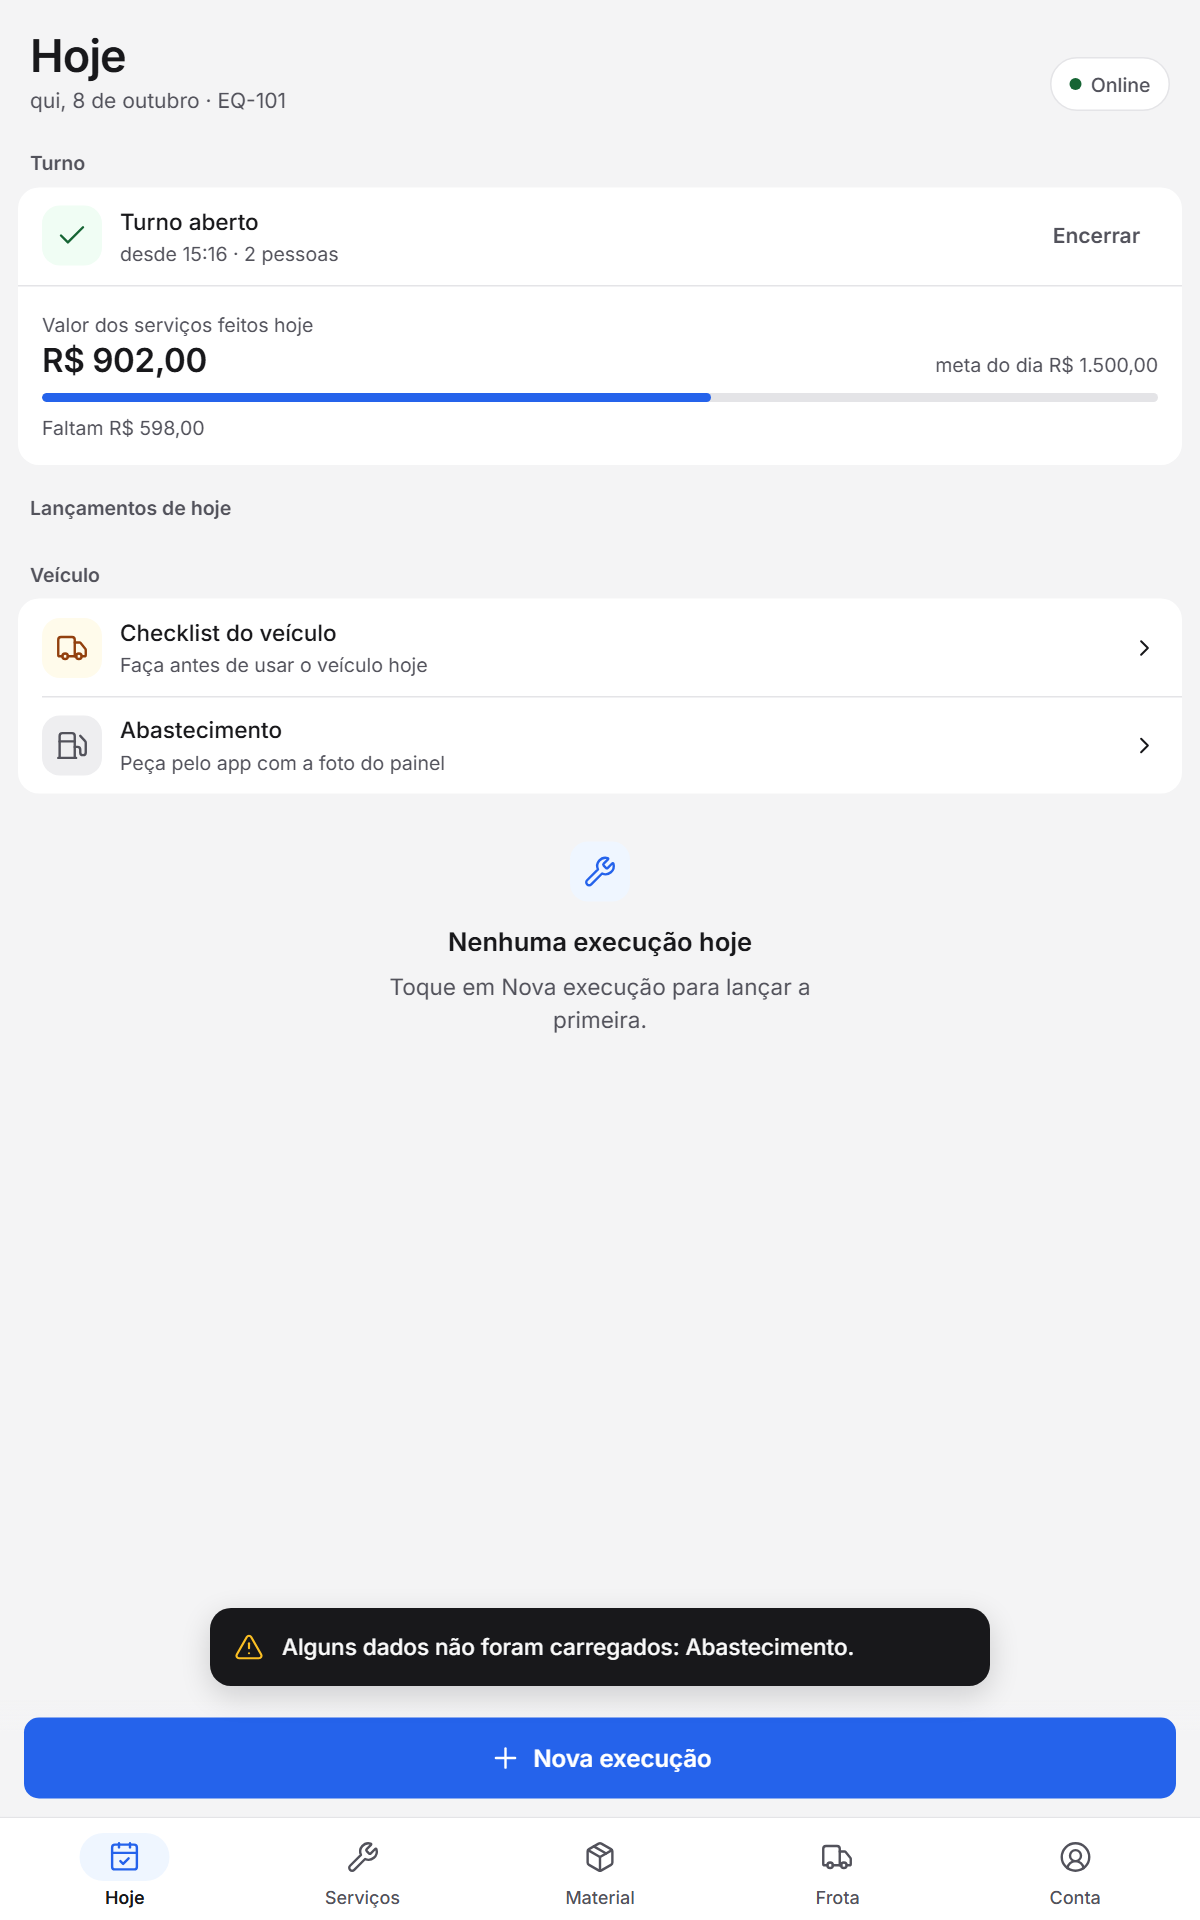 Hoje
qui, 8 de outubro · EQ-101
Online
Turno
Turno aberto
desde 15:16 · 2 pessoas
Encerrar
Valor dos serviços feitos hoje
R$ 902,00
meta do dia R$ 1.500,00
Faltam R$ 598,00
Lançamentos de hoje
Veículo
Checklist do veículo
Faça antes de usar o veículo hoje
Abastecimento
Peça pelo app com a foto do painel
Nenhuma execução hoje
Toque em Nova execução para lançar a
primeira.
Alguns dados não foram carregados: Abastecimento.
Nova execução
Hoje
Serviços
Material
Frota
Conta